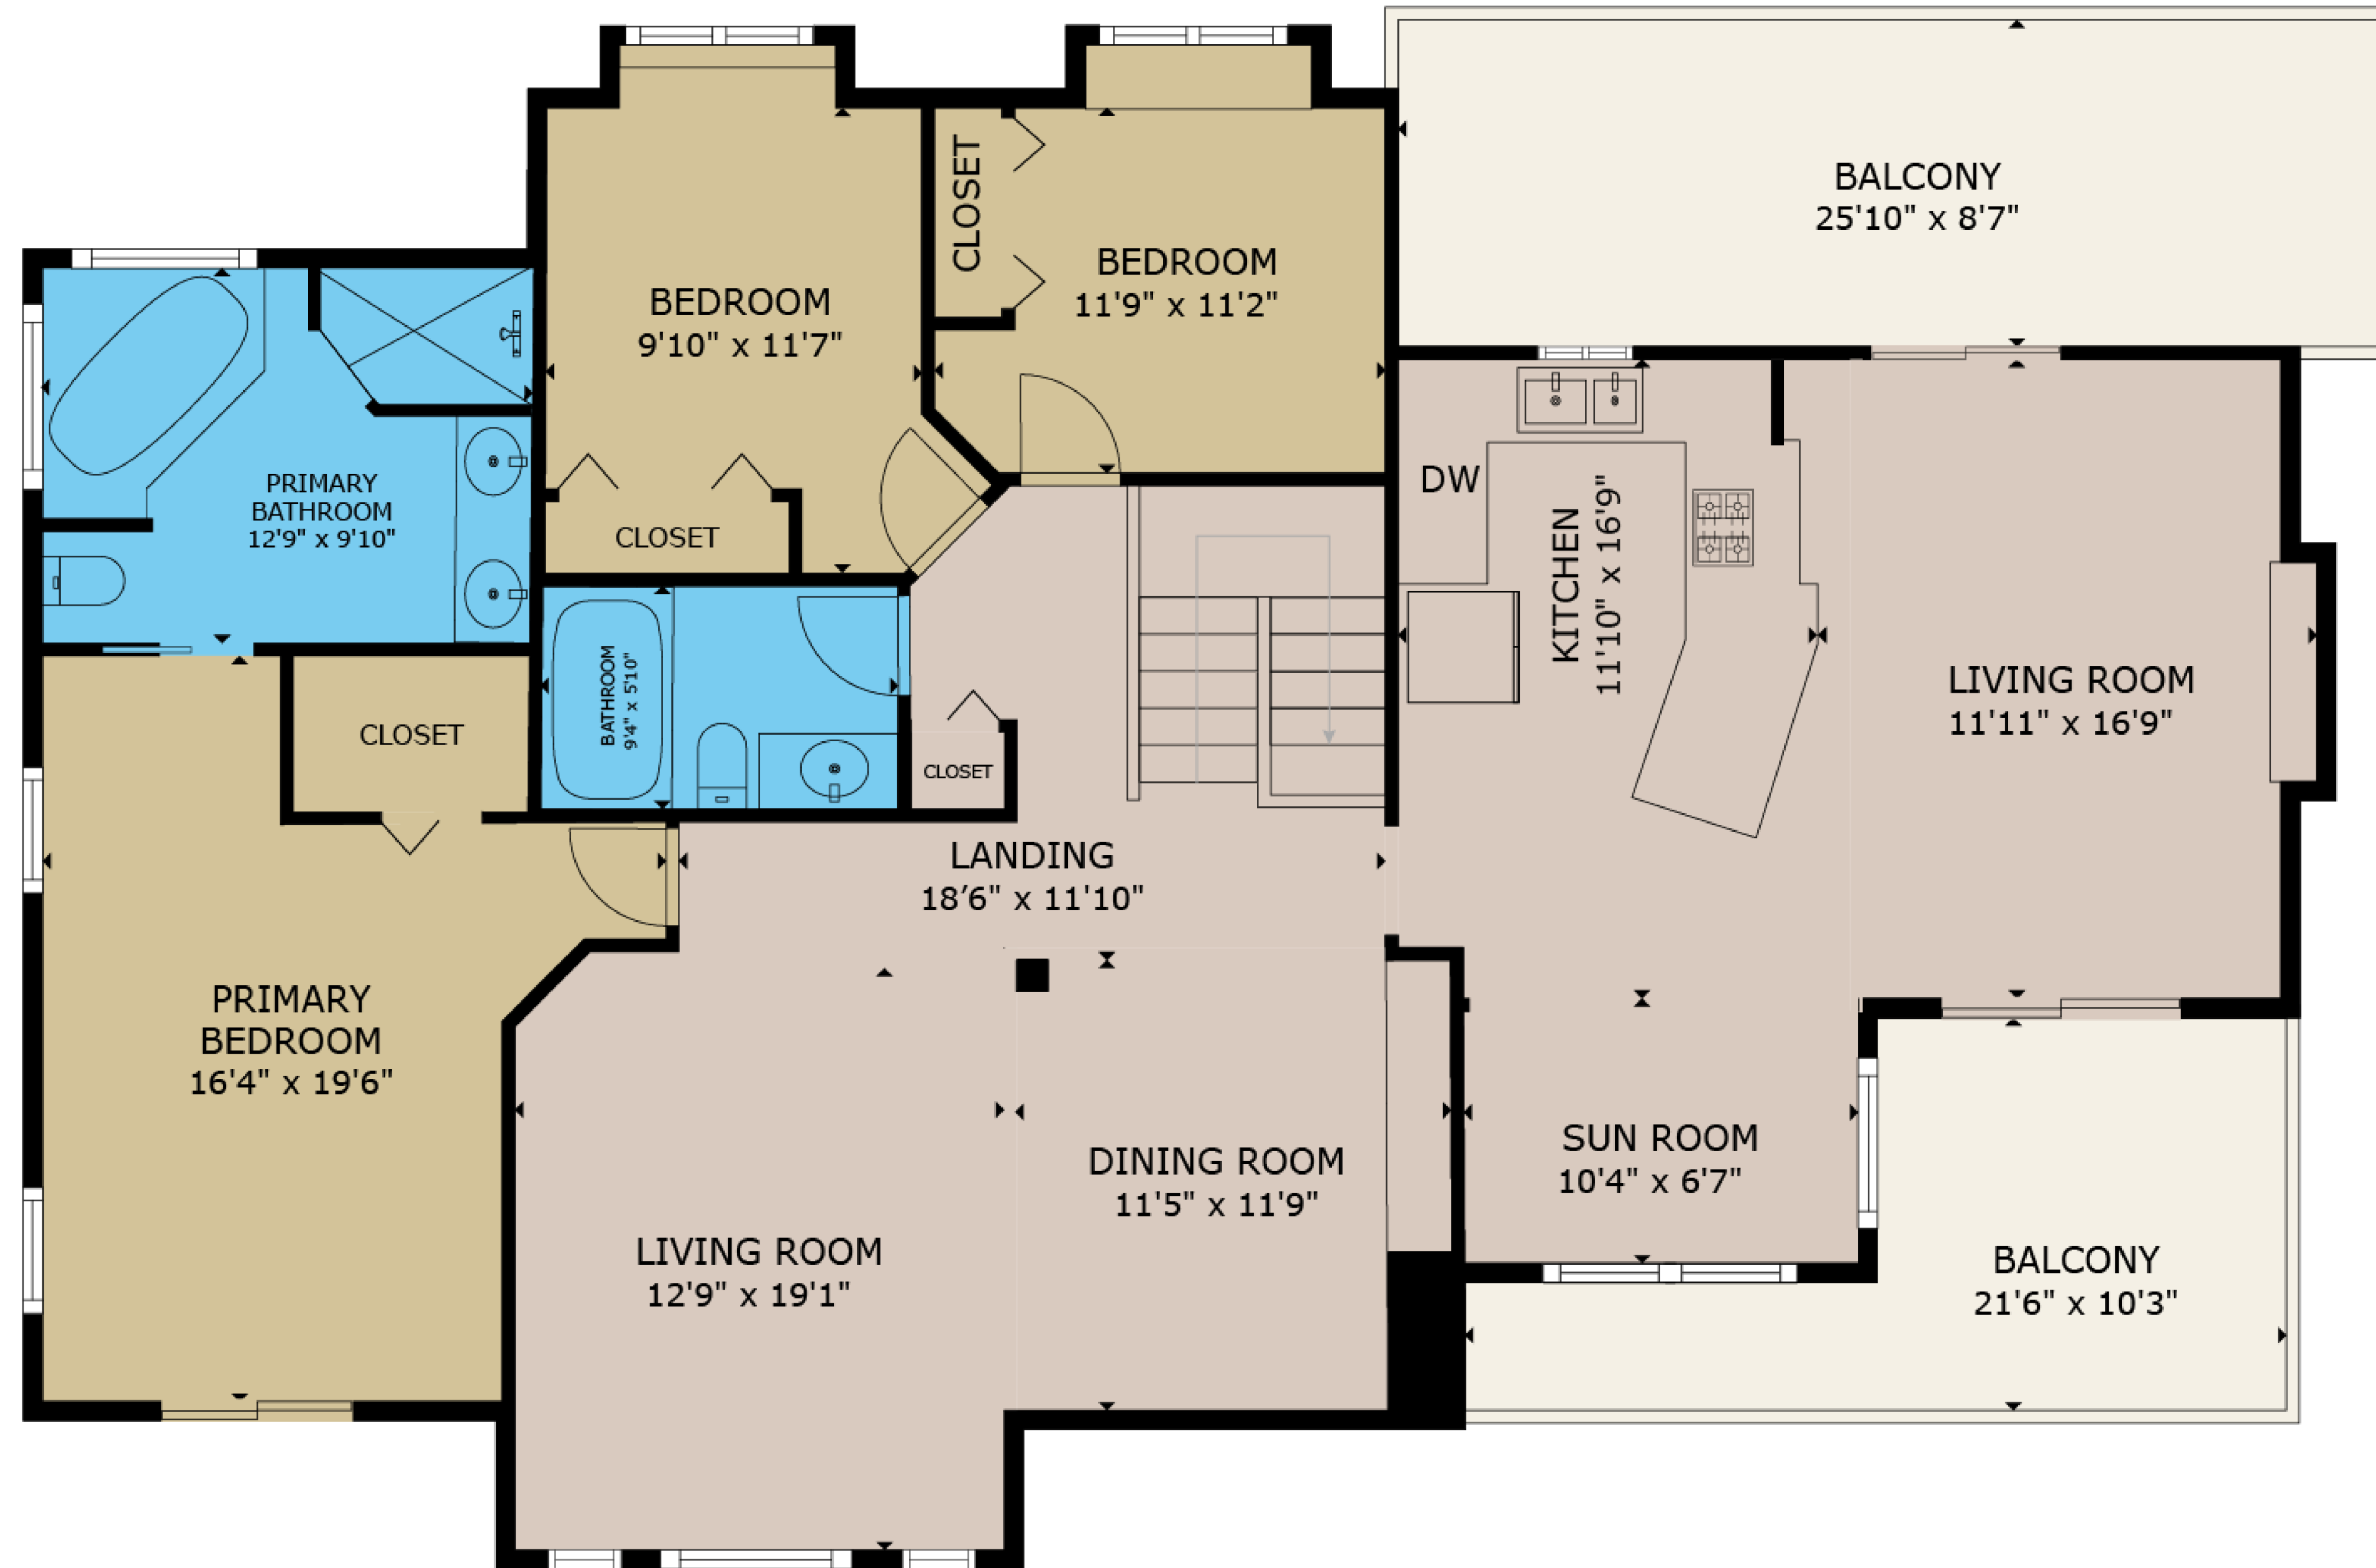 BALCONY
25'10" x 8'7"
CLOSET
BEDROOM
11'9" x 11'2"
BEDROOM
9'10" x 11'7"
PRIMARY
BATHROOM
12'9" x 9'10"
CLOSET
DW
KITCHEN
11'10" x 16'9"
LIVING ROOM
11'11" x 16'9"
BATHROOM
9'4" x 5'10"
CLOSET
CLOSET
LANDING
18'6" x 11'10"
PRIMARY
BEDROOM
16'4" x 19'6"
DINING ROOM
11'5" x 11'9"
SUN ROOM
10'4" x 6'7"
LIVING ROOM
12'9" x 19'1"
BALCONY
21'6" x 10'3"